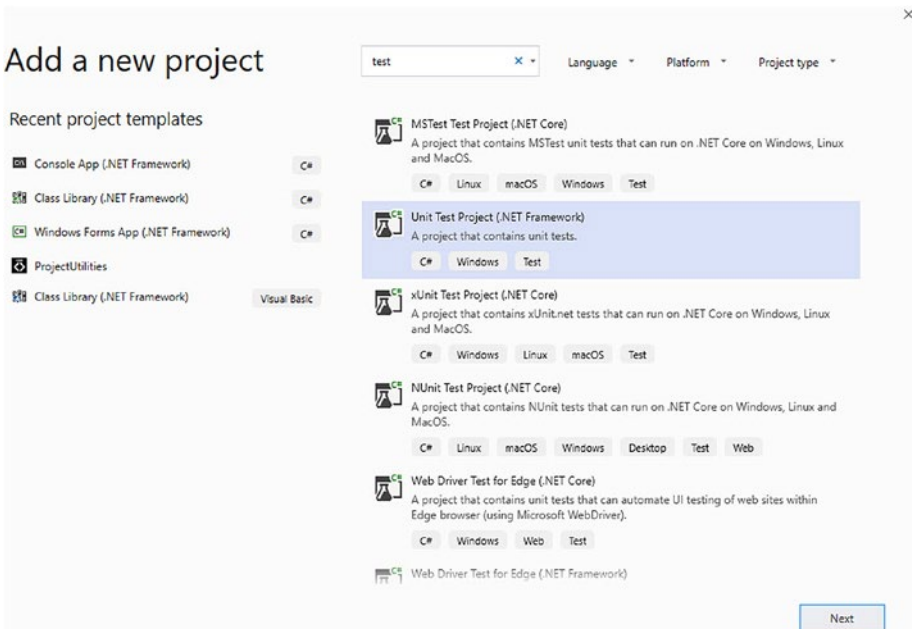 Add a new project
test
Language
Platform
Project type
Recent project templates
Console App (.NET Framework)
C#
Class Library (.NET Framework)
C#
Windows Forms App (.NET Framework)
C#
ProjectUtilities
Class Library (.NET Framework)
Visual Basic
MSTest Test Project (.NET Core)
A project that contains MSTest unit tests that can run on .NET Core on Windows, Linux
and MacOS.
C# Linux macOS Windows Test
Unit Test Project (.NET Framework)
A project that contains unit tests.
C# Windows Test
xUnit Test Project (.NET Core)
A project that contains xUnit.net tests that can run on .NET Core on Windows, Linux
and MacOS.
C# Windows Linux macOS Test
NUnit Test Project (.NET Core)
A project that contains NUnit tests that can run on .NET Core on Windows, Linux and
MacOS.
C# Linux macOS Windows Desktop Test Web
Web Driver Test for Edge (.NET Core)
A project that contains unit tests that can automate UI testing of web sites within
Edge browser (using Microsoft WebDriver).
C# Windows Web Test
Web Driver Test for Edge (.NET Framework)
Next